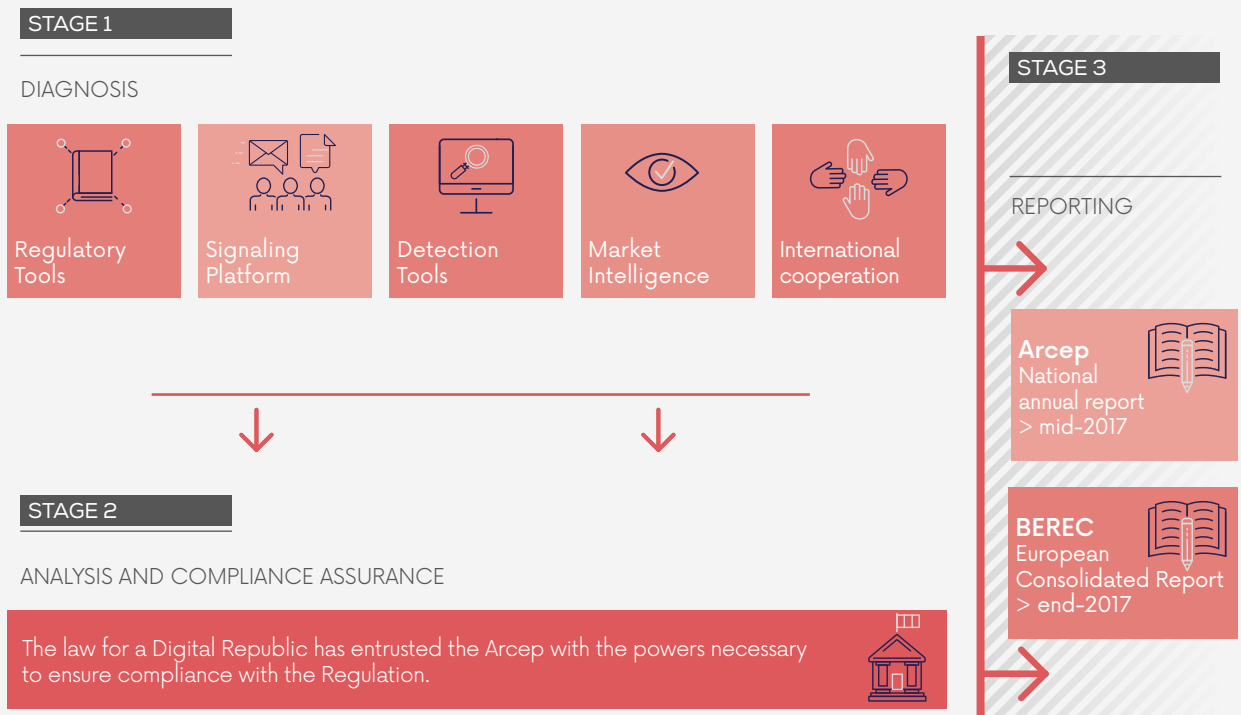 STAGE 1
DIAGNOSIS
Regulatory
Tools
Signaling
Platform
Detection
Tools
Market
Intelligence
International
cooperation
STAGE 2
ANALYSIS AND COMPLIANCE ASSURANCE
The law for a Digital Republic has entrusted the Arcep with the powers necessary
to ensure compliance with the Regulation.
STAGE 3
REPORTING
Arcep
National
annual report
> mid-2017
BEREC
European
Consolidated Report
> end-2017